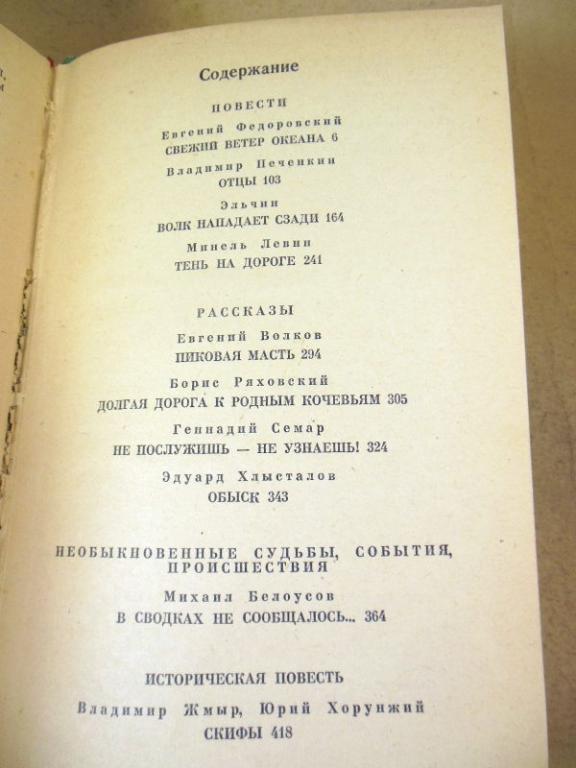 Содержание
ПОВЕСТИ
Евгений Федоровский
СВЕЖИЙ ВЕТЕР ОКЕАНА 6
Владимир Печенкин
ОТЦЫ 103
Эльчин
ВОЛК НАПАДАЕТ СЗАДИ 164
Минель Левин
ТЕНЬ НА ДОРОГЕ 241
РАССКАЗЫ
Евгений Волков
ПИКОВАЯ МАСТЬ 294
Борис Ряховский
ДОЛГАЯ ДОРОГА К РОДНЫМ КОЧЕВЬЯМ 305
Геннадий Семар
НЕ ПОСЛУЖИШЬ — НЕ УЗНАЕШЬ! 324
Эдуард Хлысталов
ОБЫСК 343
НЕОБЫКНОВЕННЫЕ СУДЬБЫ, СОБЫТИЯ,
ПРОИСШЕСТВИЯ
Михаил Белоусов
В СВОДКАХ НЕ СООБЩАЛОСЬ... 364
ИСТОРИЧЕСКАЯ ПОВЕСТЬ
Владимир Жмыр, Юрий Хорунжий
СКИФЫ 418